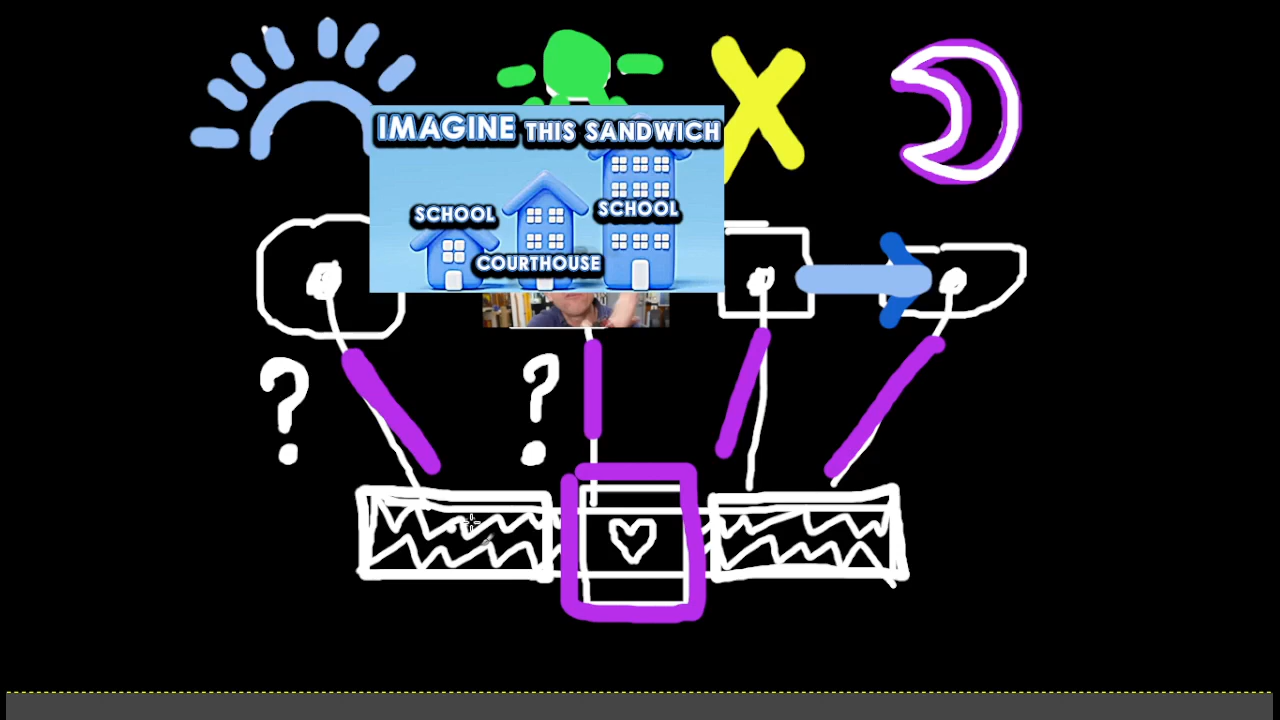 IMAGINE THIS SANDWICH
SCHOOL
SCHOOL
COURTHOUSE
?
?